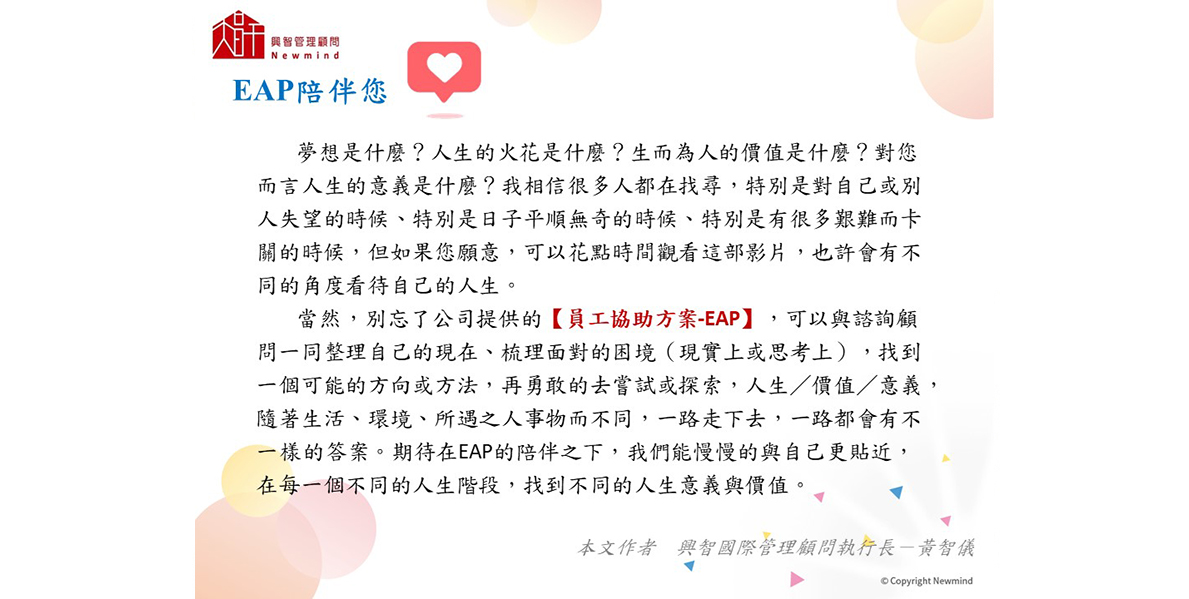 興智管理顧問
Newmind
EAP陪伴您
夢想是什麼？人生的火花是什麼？生而為人的價值是什麼？對您
而言人生的意義是什麼？我相信很多人都在找尋，特別是對自己或別
人失望的時候、特別是日子平順無奇的時候、特別是有很多艱難而卡
關的時候，但如果您願意，可以花點時間觀看這部影片，也許會有不
同的角度看待自己的人生。
當然，別忘了公司提供的【員工協助方案-EAP】，可以與諮詢顧
問一同整理自己的現在、梳理面對的困境（現實上或思考上），找到
一個可能的方向或方法，再勇敢的去嘗試或探索，人生／價值／意義，
隨著生活、環境、所遇之人事物而不同，一路走下去，一路都會有不
一樣的答案。期待在EAP的陪伴之下，我們能慢慢的與自己更貼近，
在每一個不同的人生階段，找到不同的人生意義與價值。
本文作者　興智國際管理顧問執行長－黃智儀
© Copyright Newmind